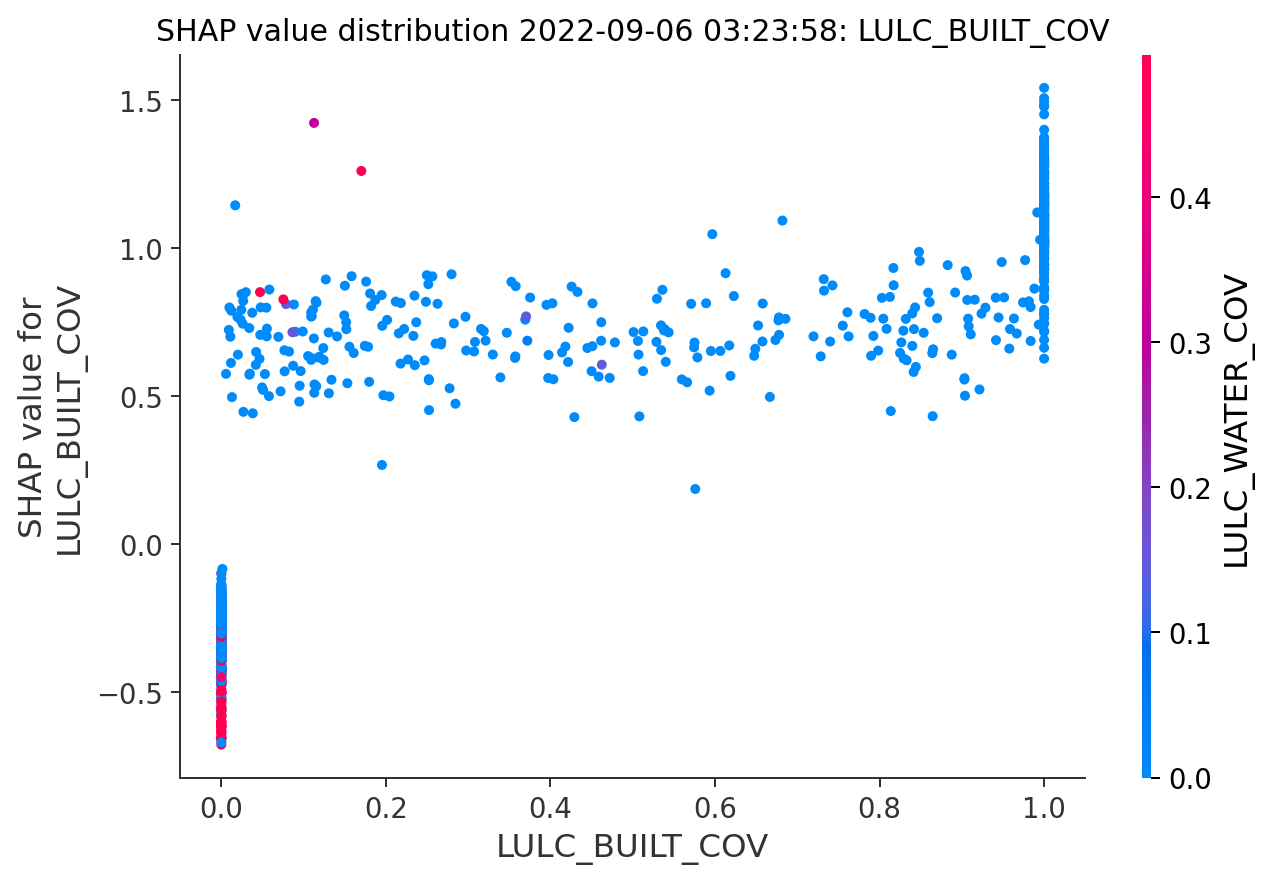 SHAP value distribution 2022-09-06 03:23:58: LULC_BUILT_COV
1.5
1.0
0.5
0.0
−0.5
SHAP value for
LULC_BUILT_COV
0.0 0.2 0.4 0.6 0.8 1.0
LULC_BUILT_COV
0.4
0.3
0.2
0.1
0.0
LULC_WATER_COV